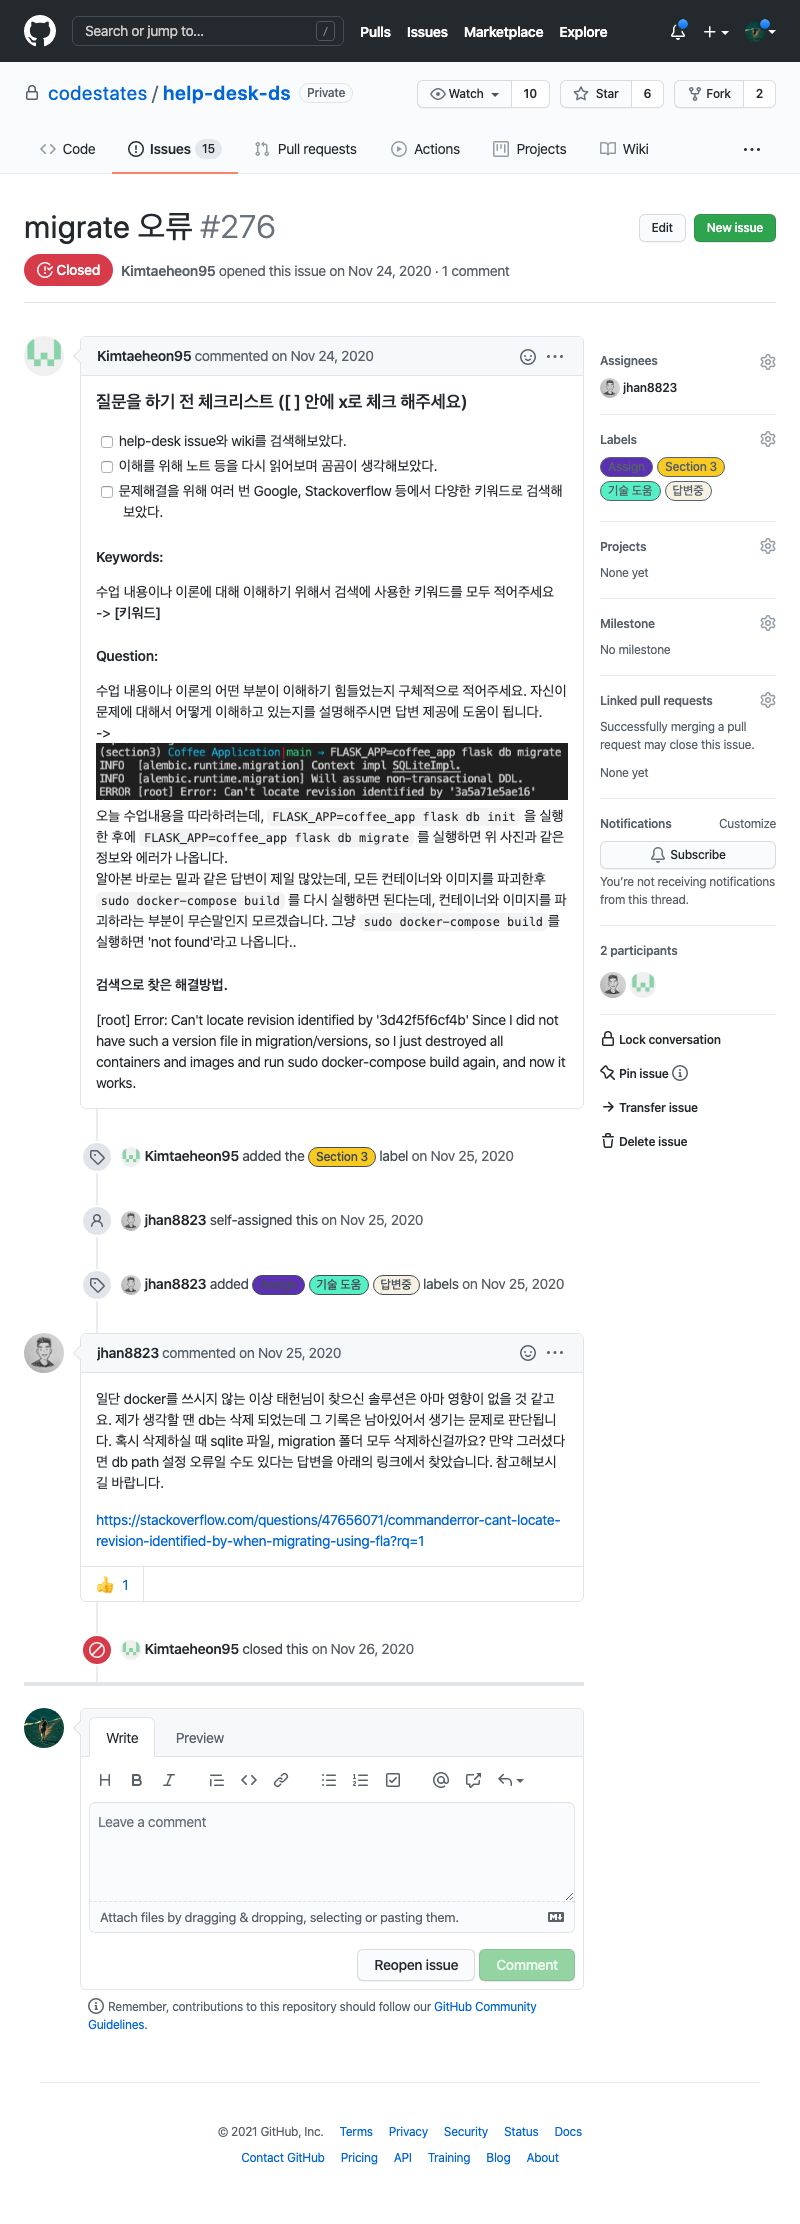 Search or jump to...
/
Pulls Issues Marketplace Explore
codestates / help-desk-ds Private
Watch 10 Star 6 Fork 2
Code Issues 15 Pull requests Actions Projects Wiki
migrate 오류 #276
Edit New issue
Closed Kimtaeheon95 opened this issue on Nov 24, 2020 · 1 comment
Kimtaeheon95 commented on Nov 24, 2020
질문을 하기 전 체크리스트 ([ ] 안에 x로 체크 해주세요)
help-desk issue와 wiki를 검색해보았다.
이해를 위해 노트 등을 다시 읽어보며 곰곰이 생각해보았다.
문제해결을 위해 여러 번 Google, Stackoverflow 등에서 다양한 키워드로 검색해
보았다.
Keywords:
수업 내용이나 이론에 대해 이해하기 위해서 검색에 사용한 키워드를 모두 적어주세요
-> [키워드]
Question:
수업 내용이나 이론의 어떤 부분이 이해하기 힘들었는지 구체적으로 적어주세요. 자신이
문제에 대해서 어떻게 이해하고 있는지를 설명해주시면 답변 제공에 도움이 됩니다.
->
(section3) Coffee Application|main → FLASK_APP=coffee_app flask db migrate
INFO [alembic.runtime.migration] Context impl SQLiteImpl.
INFO [alembic.runtime.migration] Will assume non-transactional DDL.
ERROR [root] Error: Can't locate revision identified by '3a5a71e5ae16'
오늘 수업내용을 따라하려는데, FLASK_APP=coffee_app flask db init 을 실행
한 후에 FLASK_APP=coffee_app flask db migrate 를 실행하면 위 사진과 같은
정보와 에러가 나옵니다.
알아본 바로는 밑과 같은 답변이 제일 많았는데, 모든 컨테이너와 이미지를 파괴한후
sudo docker-compose build 를 다시 실행하면 된다는데, 컨테이너와 이미지를 파
괴하라는 부분이 무슨말인지 모르겠습니다. 그냥 sudo docker-compose build 를
실행하면 'not found'라고 나옵니다..
검색으로 찾은 해결방법.
[root] Error: Can't locate revision identified by '3d42f5f6cf4b' Since I did not
have such a version file in migration/versions, so I just destroyed all
containers and images and run sudo docker-compose build again, and now it
works.
Kimtaeheon95 added the Section 3 label on Nov 25, 2020
jhan8823 self-assigned this on Nov 25, 2020
jhan8823 added Assign 기술 도움 답변중 labels on Nov 25, 2020
jhan8823 commented on Nov 25, 2020
일단 docker를 쓰시지 않는 이상 태헌님이 찾으신 솔루션은 아마 영향이 없을 것 같고
요. 제가 생각할 땐 db는 삭제 되었는데 그 기록은 남아있어서 생기는 문제로 판단됩니
다. 혹시 삭제하실 때 sqlite 파일, migration 폴더 모두 삭제하신걸까요? 만약 그러셨다
면 db path 설정 오류일 수도 있다는 답변을 아래의 링크에서 찾았습니다. 참고해보시
길 바랍니다.
https://stackoverflow.com/questions/47656071/commanderror-cant-locate-
revision-identified-by-when-migrating-using-fla?rq=1
👍 1
Kimtaeheon95 closed this on Nov 26, 2020
Write Preview
Leave a comment
Attach files by dragging & dropping, selecting or pasting them.
Reopen issue Comment
Remember, contributions to this repository should follow our GitHub Community
Guidelines.
Assignees
jhan8823
Labels
Assign Section 3
기술 도움 답변중
Projects
None yet
Milestone
No milestone
Linked pull requests
Successfully merging a pull
request may close this issue.
None yet
Notifications Customize
Subscribe
You're not receiving notifications
from this thread.
2 participants
Lock conversation
Pin issue
Transfer issue
Delete issue
© 2021 GitHub, Inc. Terms Privacy Security Status Docs
Contact GitHub Pricing API Training Blog About